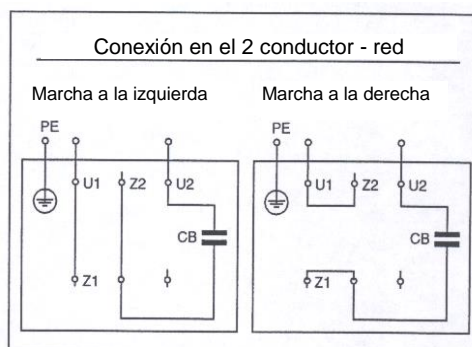 Conexión en el 2 conductor - red
Marcha a la izquierda
Marcha a la derecha
PE
U1
Z2
U2
CB
Z1
PE
U1
Z2
U2
CB
Z1